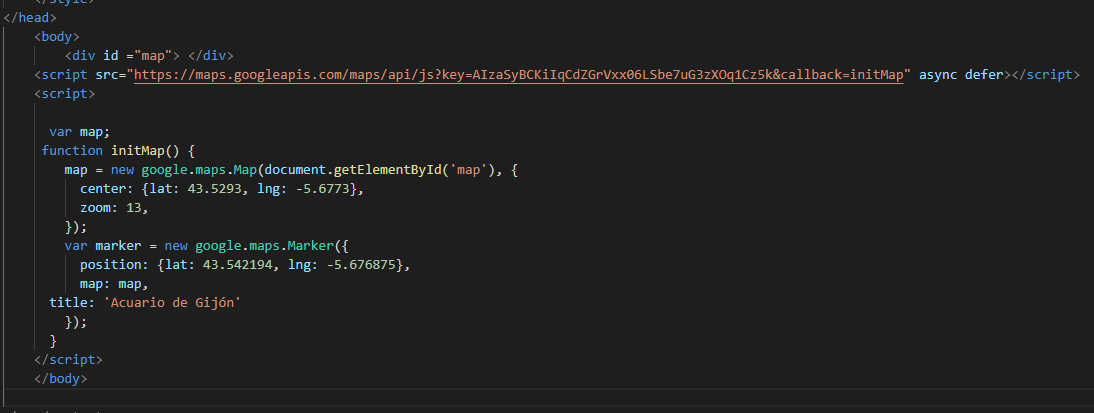 </style>
</head>
<body>
<div id ="map"> </div>
<script src="https://maps.googleapis.com/maps/api/js?key=AIzaSyBCKiIqCdZGrVxx06LSbe7uG3zXOq1Cz5k&callback=initMap" async defer></script>
<script>
var map;
function initMap() {
map = new google.maps.Map(document.getElementById('map'), {
center: {lat: 43.5293, lng: -5.6773},
zoom: 13,
});
var marker = new google.maps.Marker({
position: {lat: 43.542194, lng: -5.676875},
map: map,
title: 'Acuario de Gijón'
});
}
</script>
</body>